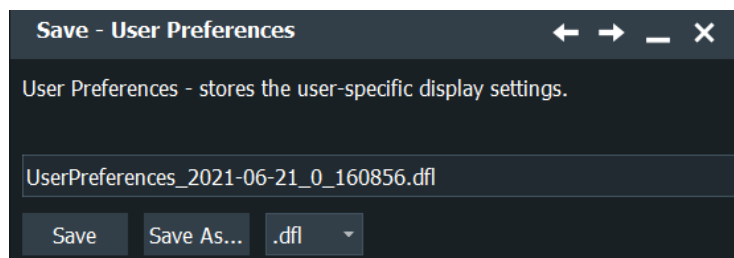 Save - User Preferences
User Preferences - stores the user-specific display settings.
UserPreferences_2021-06-21_0_160856.dfl
Save Save As... .dfl